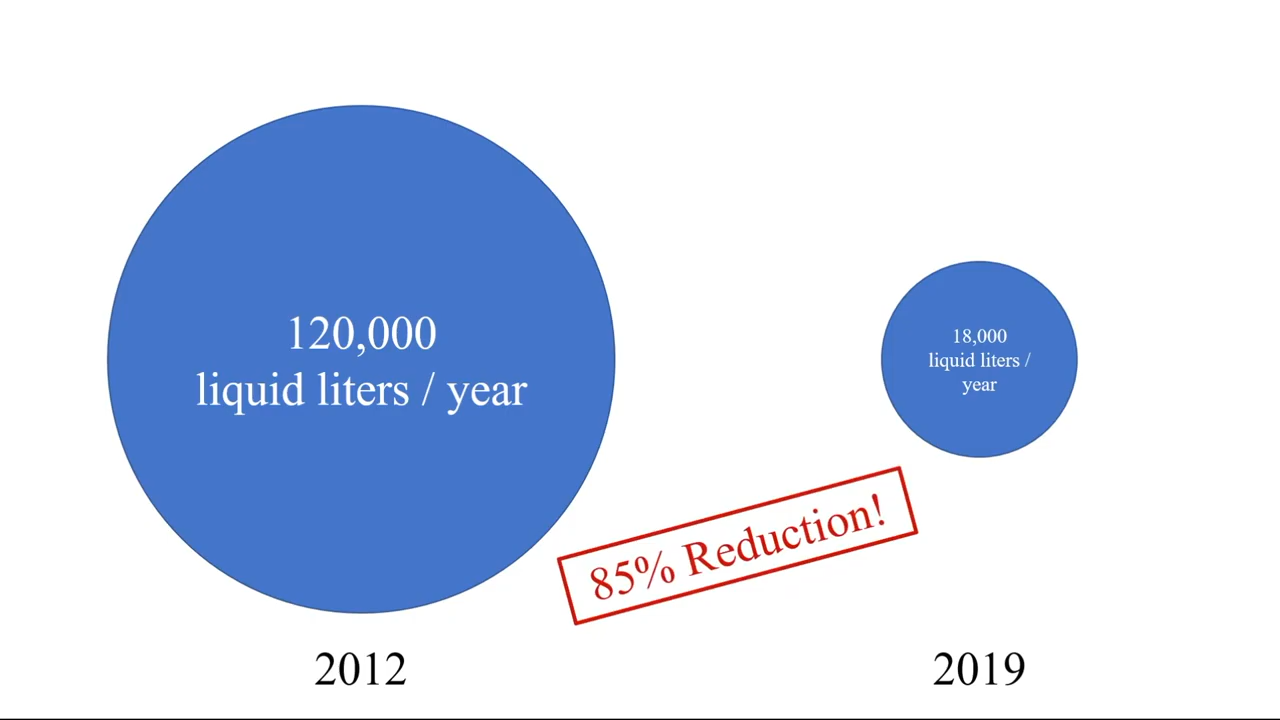 120,000
liquid liters / year
18,000
liquid liters /
year
85% Reduction!
2012
2019